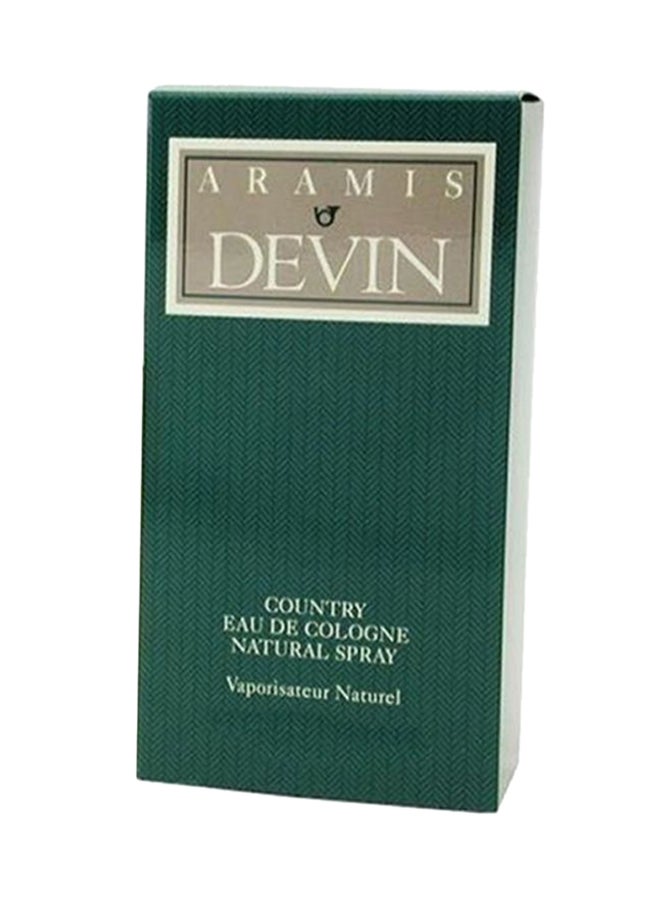 ARAMIS
DEVIN
COUNTRY
EAU DE COLOGNE
NATURAL SPRAY
Vaporisateur Naturel